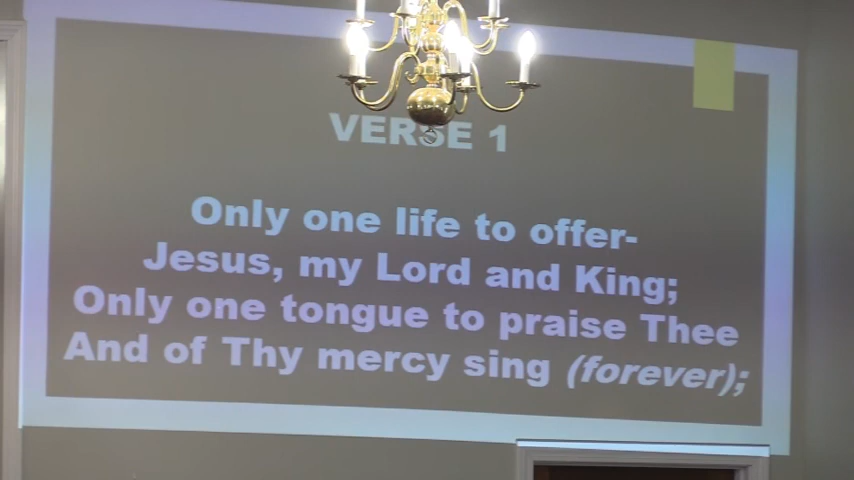 VERSE 1
Only one life to offer-
Jesus, my Lord and King;
Only one tongue to praise Thee
And of Thy mercy sing (forever);